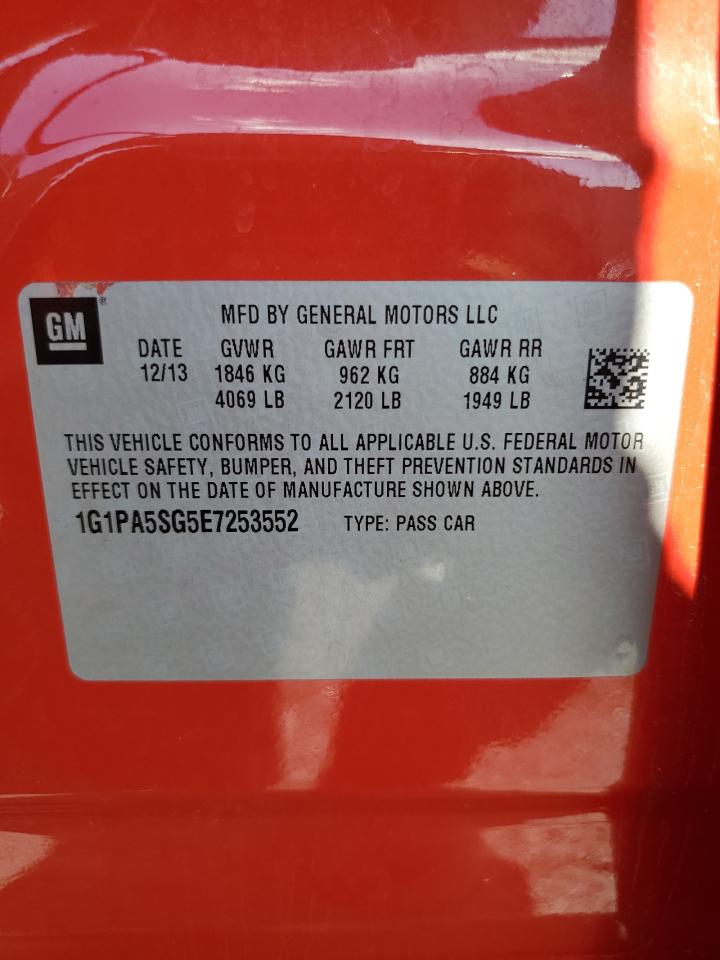 GM
MFD BY GENERAL MOTORS LLC
DATE GVWR GAWR FRT GAWR RR
12/13 1846 KG 962 KG 884 KG
4069 LB 2120 LB 1949 LB
THIS VEHICLE CONFORMS TO ALL APPLICABLE U.S. FEDERAL MOTOR
VEHICLE SAFETY, BUMPER, AND THEFT PREVENTION STANDARDS IN
EFFECT ON THE DATE OF MANUFACTURE SHOWN ABOVE.
1G1PA5SG5E7253552 TYPE: PASS CAR